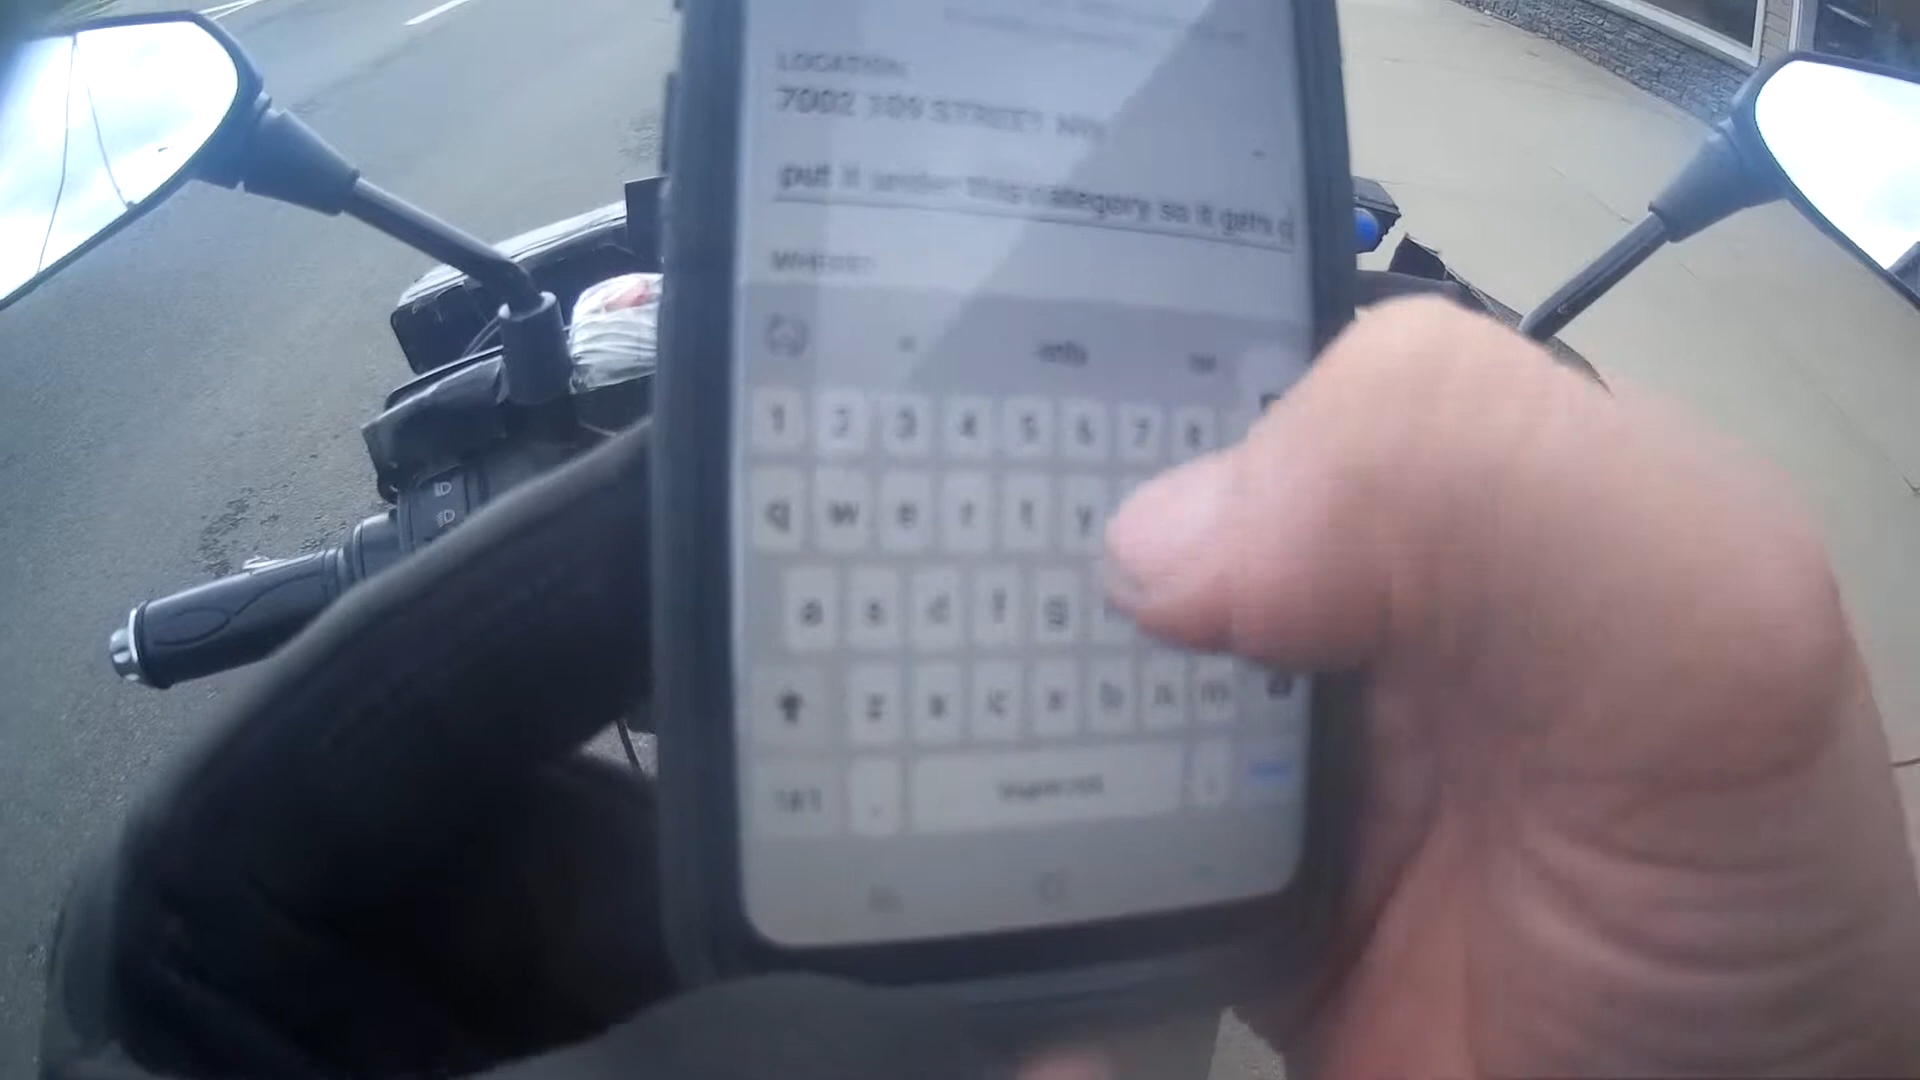 LOCATION
7002 109 STREET NW
put it under this category so it gets
WHERE?
1 2 3 4 5 6 7 8
q w e r t y
a s d f g
z x c v b n m